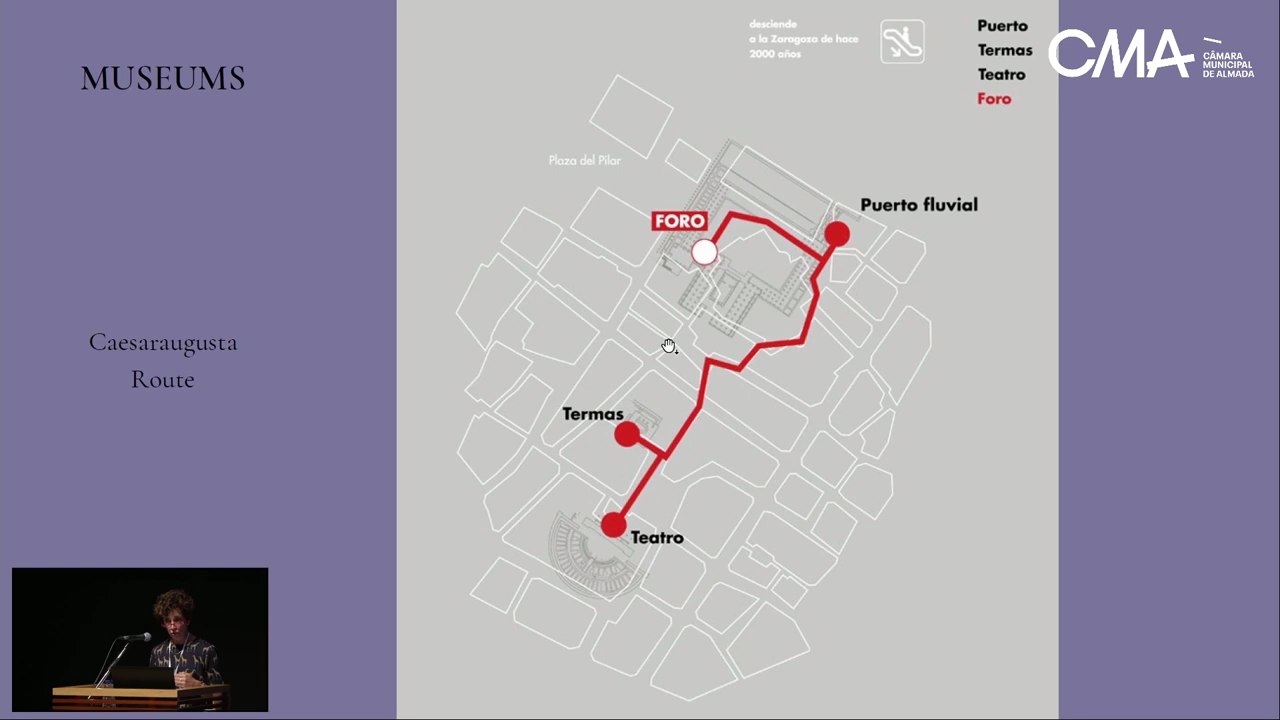 MUSEUMS
Caesaraugusta
Route
desciende
a la Zaragoza de hace
2000 años
Puerto
Termas
Teatro
Foro
CMA
CÂMARA
MUNICIPAL
DE ALMADA
Plaza del Pilar
FORO
Puerto fluvial
Termas
Teatro